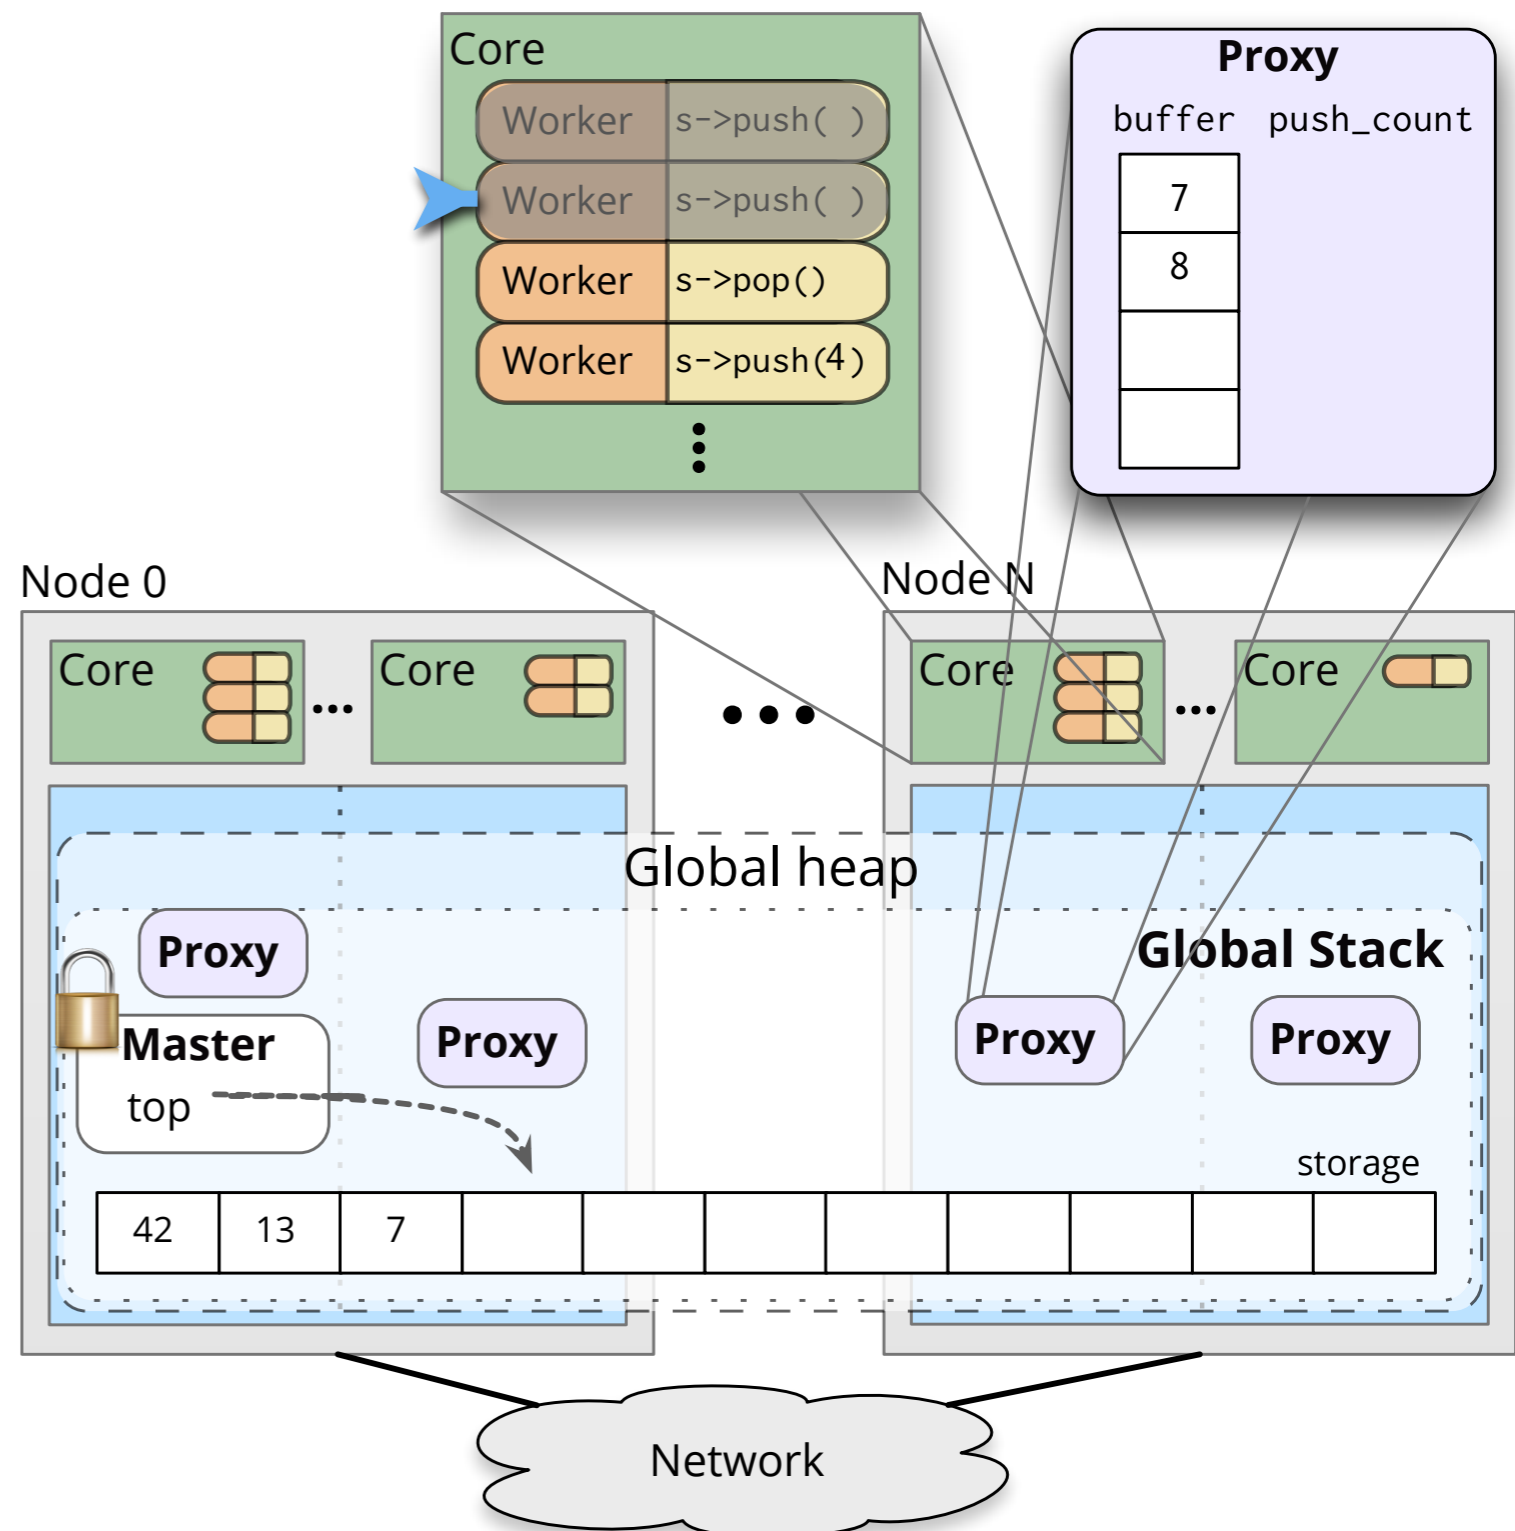 Core
Worker s->push( )
Worker s->push( )
Worker s->pop()
Worker s->push(4)
Proxy
buffer push_count
7
8
Node 0
Node N
Core
Core
Core
Core
Global heap
Global Stack
Proxy
Proxy
Proxy
Proxy
Master
top
storage
42 13 7
Network